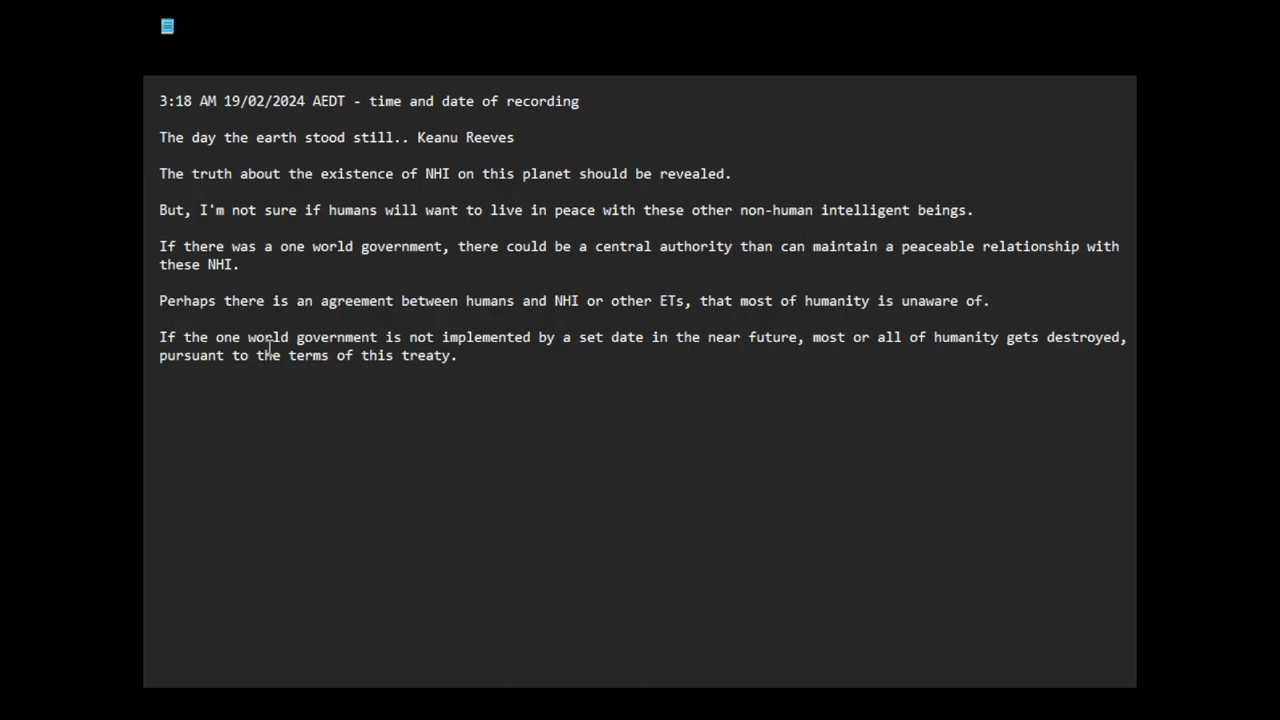 3:18 AM 19/02/2024 AEDT - time and date of recording
The day the earth stood still.. Keanu Reeves
The truth about the existence of NHI on this planet should be revealed.
But, I'm not sure if humans will want to live in peace with these other non-human intelligent beings.
If there was a one world government, there could be a central authority than can maintain a peaceable relationship with
these NHI.
Perhaps there is an agreement between humans and NHI or other ETs, that most of humanity is unaware of.
If the one world government is not implemented by a set date in the near future, most or all of humanity gets destroyed,
pursuant to the terms of this treaty.